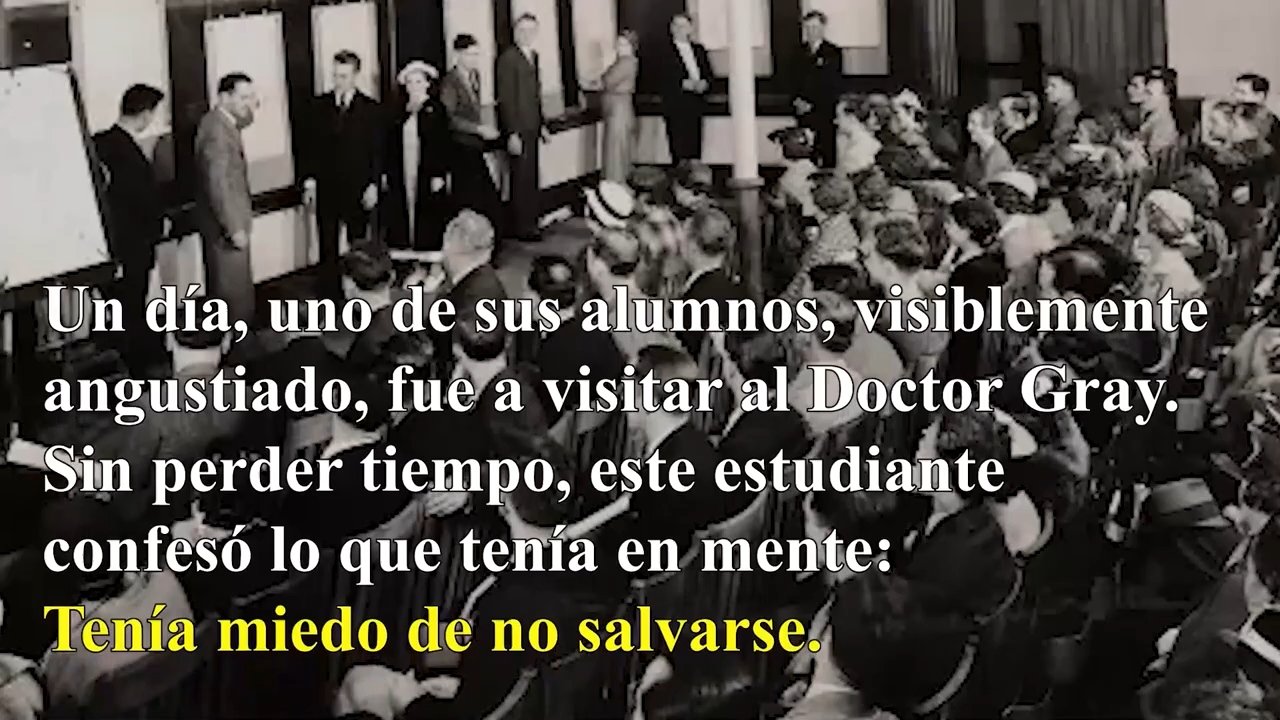 Un día, uno de sus alumnos, visiblemente
angustiado, fue a visitar al Doctor Gray.
Sin perder tiempo, este estudiante
confesó lo que tenía en mente:
Tenía miedo de no salvarse.